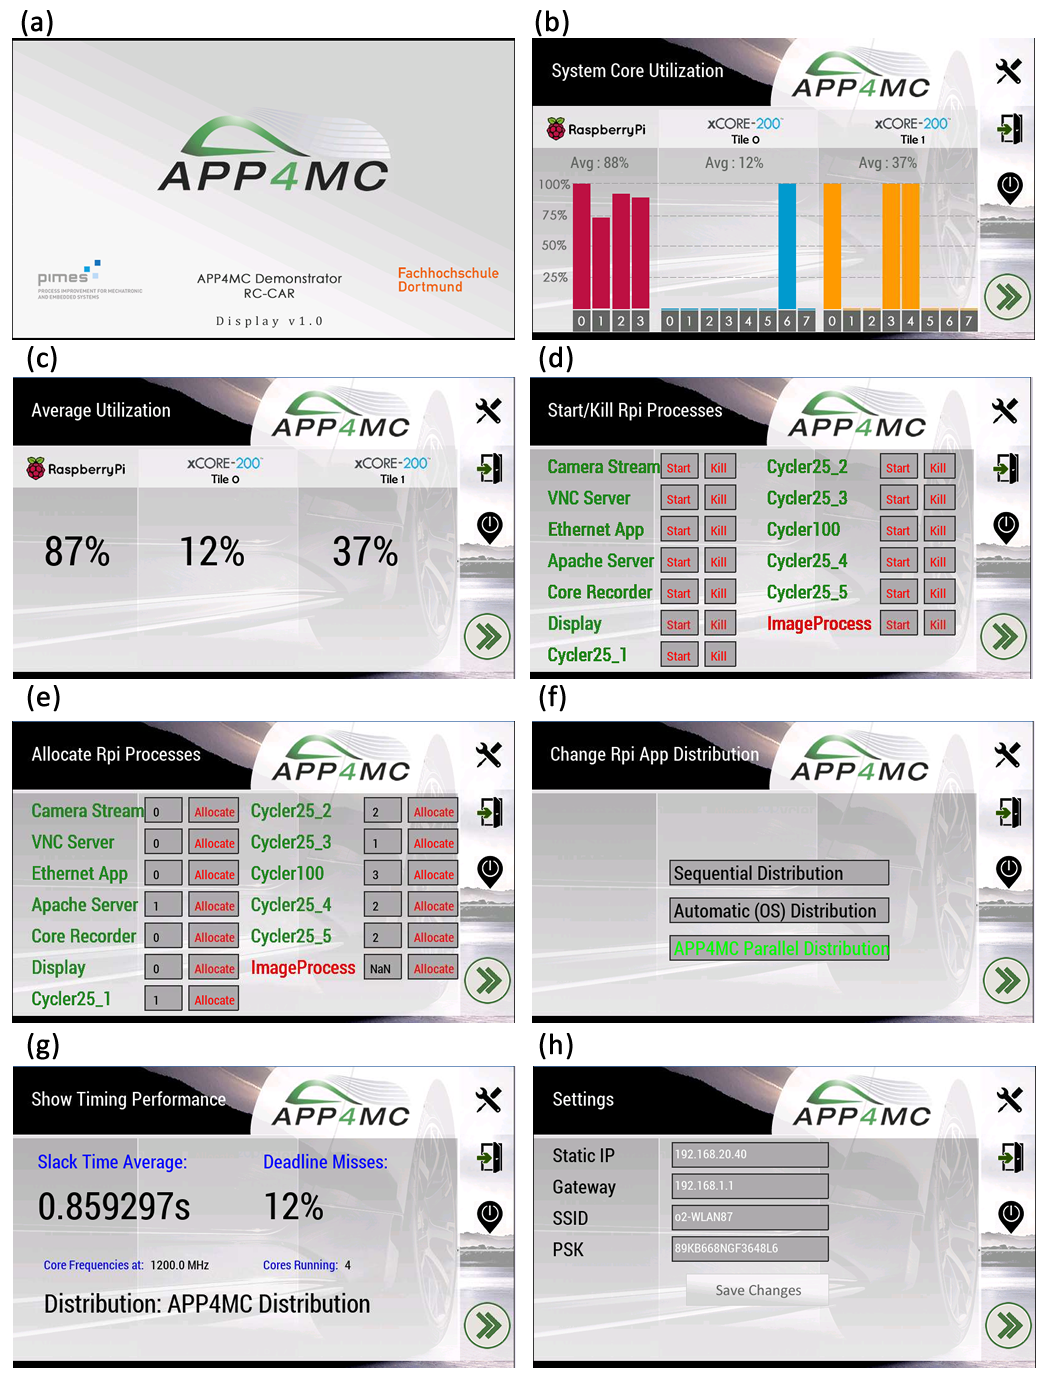 (a)
APP4MC
pimes
PROCESS IMPROVEMENT FOR MECHATRONIC
AND EMBEDDED SYSTEMS
APP4MC Demonstrator
RC-CAR
Fachhochschule
Dortmund
Display v1.0
(b)
System Core Utilization
APP4MC
RaspberryPi
xCORE-200™
Tile 0
xCORE-200™
Tile 1
Avg : 88%
Avg : 12%
Avg : 37%
100%
75%
50%
25%
0 1 2 3
0 1 2 3 4 5 6 7
0 1 2 3 4 5 6 7
(c)
Average Utilization
APP4MC
RaspberryPi
xCORE-200™
Tile 0
xCORE-200™
Tile 1
87%
12%
37%
(d)
Start/Kill Rpi Processes
APP4MC
Camera Stream Start Kill Cycler25_2 Start Kill
VNC Server Start Kill Cycler25_3 Start Kill
Ethernet App Start Kill Cycler100 Start Kill
Apache Server Start Kill Cycler25_4 Start Kill
Core Recorder Start Kill Cycler25_5 Start Kill
Display Start Kill ImageProcess Start Kill
Cycler25_1 Start Kill
(e)
Allocate Rpi Processes
APP4MC
Camera Stream 0 Allocate Cycler25_2 2 Allocate
VNC Server 0 Allocate Cycler25_3 1 Allocate
Ethernet App 0 Allocate Cycler100 3 Allocate
Apache Server 1 Allocate Cycler25_4 2 Allocate
Core Recorder 0 Allocate Cycler25_5 2 Allocate
Display 0 Allocate ImageProcess NaN Allocate
Cycler25_1 1 Allocate
(f)
Change Rpi App Distribution
APP4MC
Sequential Distribution
Automatic (OS) Distribution
APP4MC Parallel Distribution
(g)
Show Timing Performance
APP4MC
Slack Time Average: Deadline Misses:
0.859297s 12%
Core Frequencies at: 1200.0 MHz Cores Running: 4
Distribution: APP4MC Distribution
(h)
Settings
APP4MC
Static IP 192.168.20.40
Gateway 192.168.1.1
SSID o2-WLAN87
PSK 89KB668NGF3648L6
Save Changes